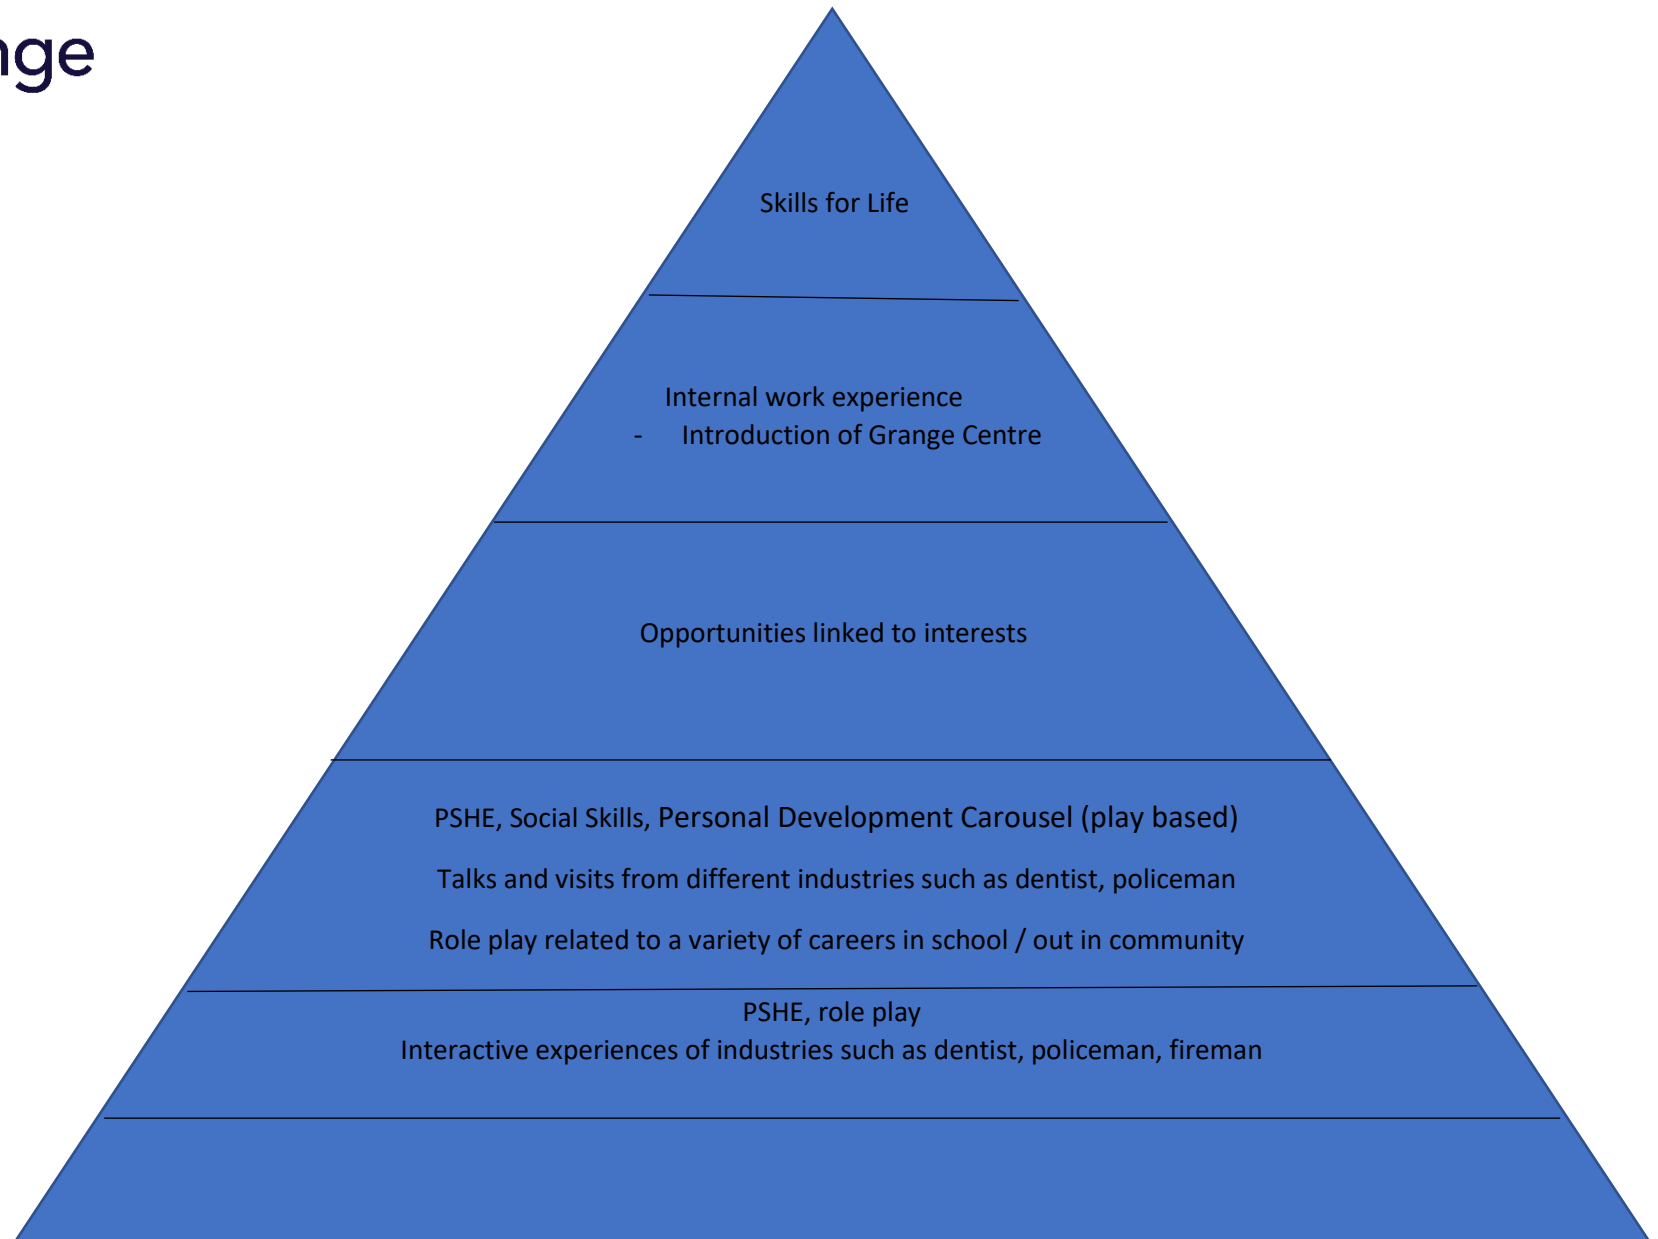 nge
Skills for Life
Internal work experience
- Introduction of Grange Centre
Opportunities linked to interests
PSHE, Social Skills, Personal Development Carousel (play based)
Talks and visits from different industries such as dentist, policeman
Role play related to a variety of careers in school / out in community
PSHE, role play
Interactive experiences of industries such as dentist, policeman, fireman